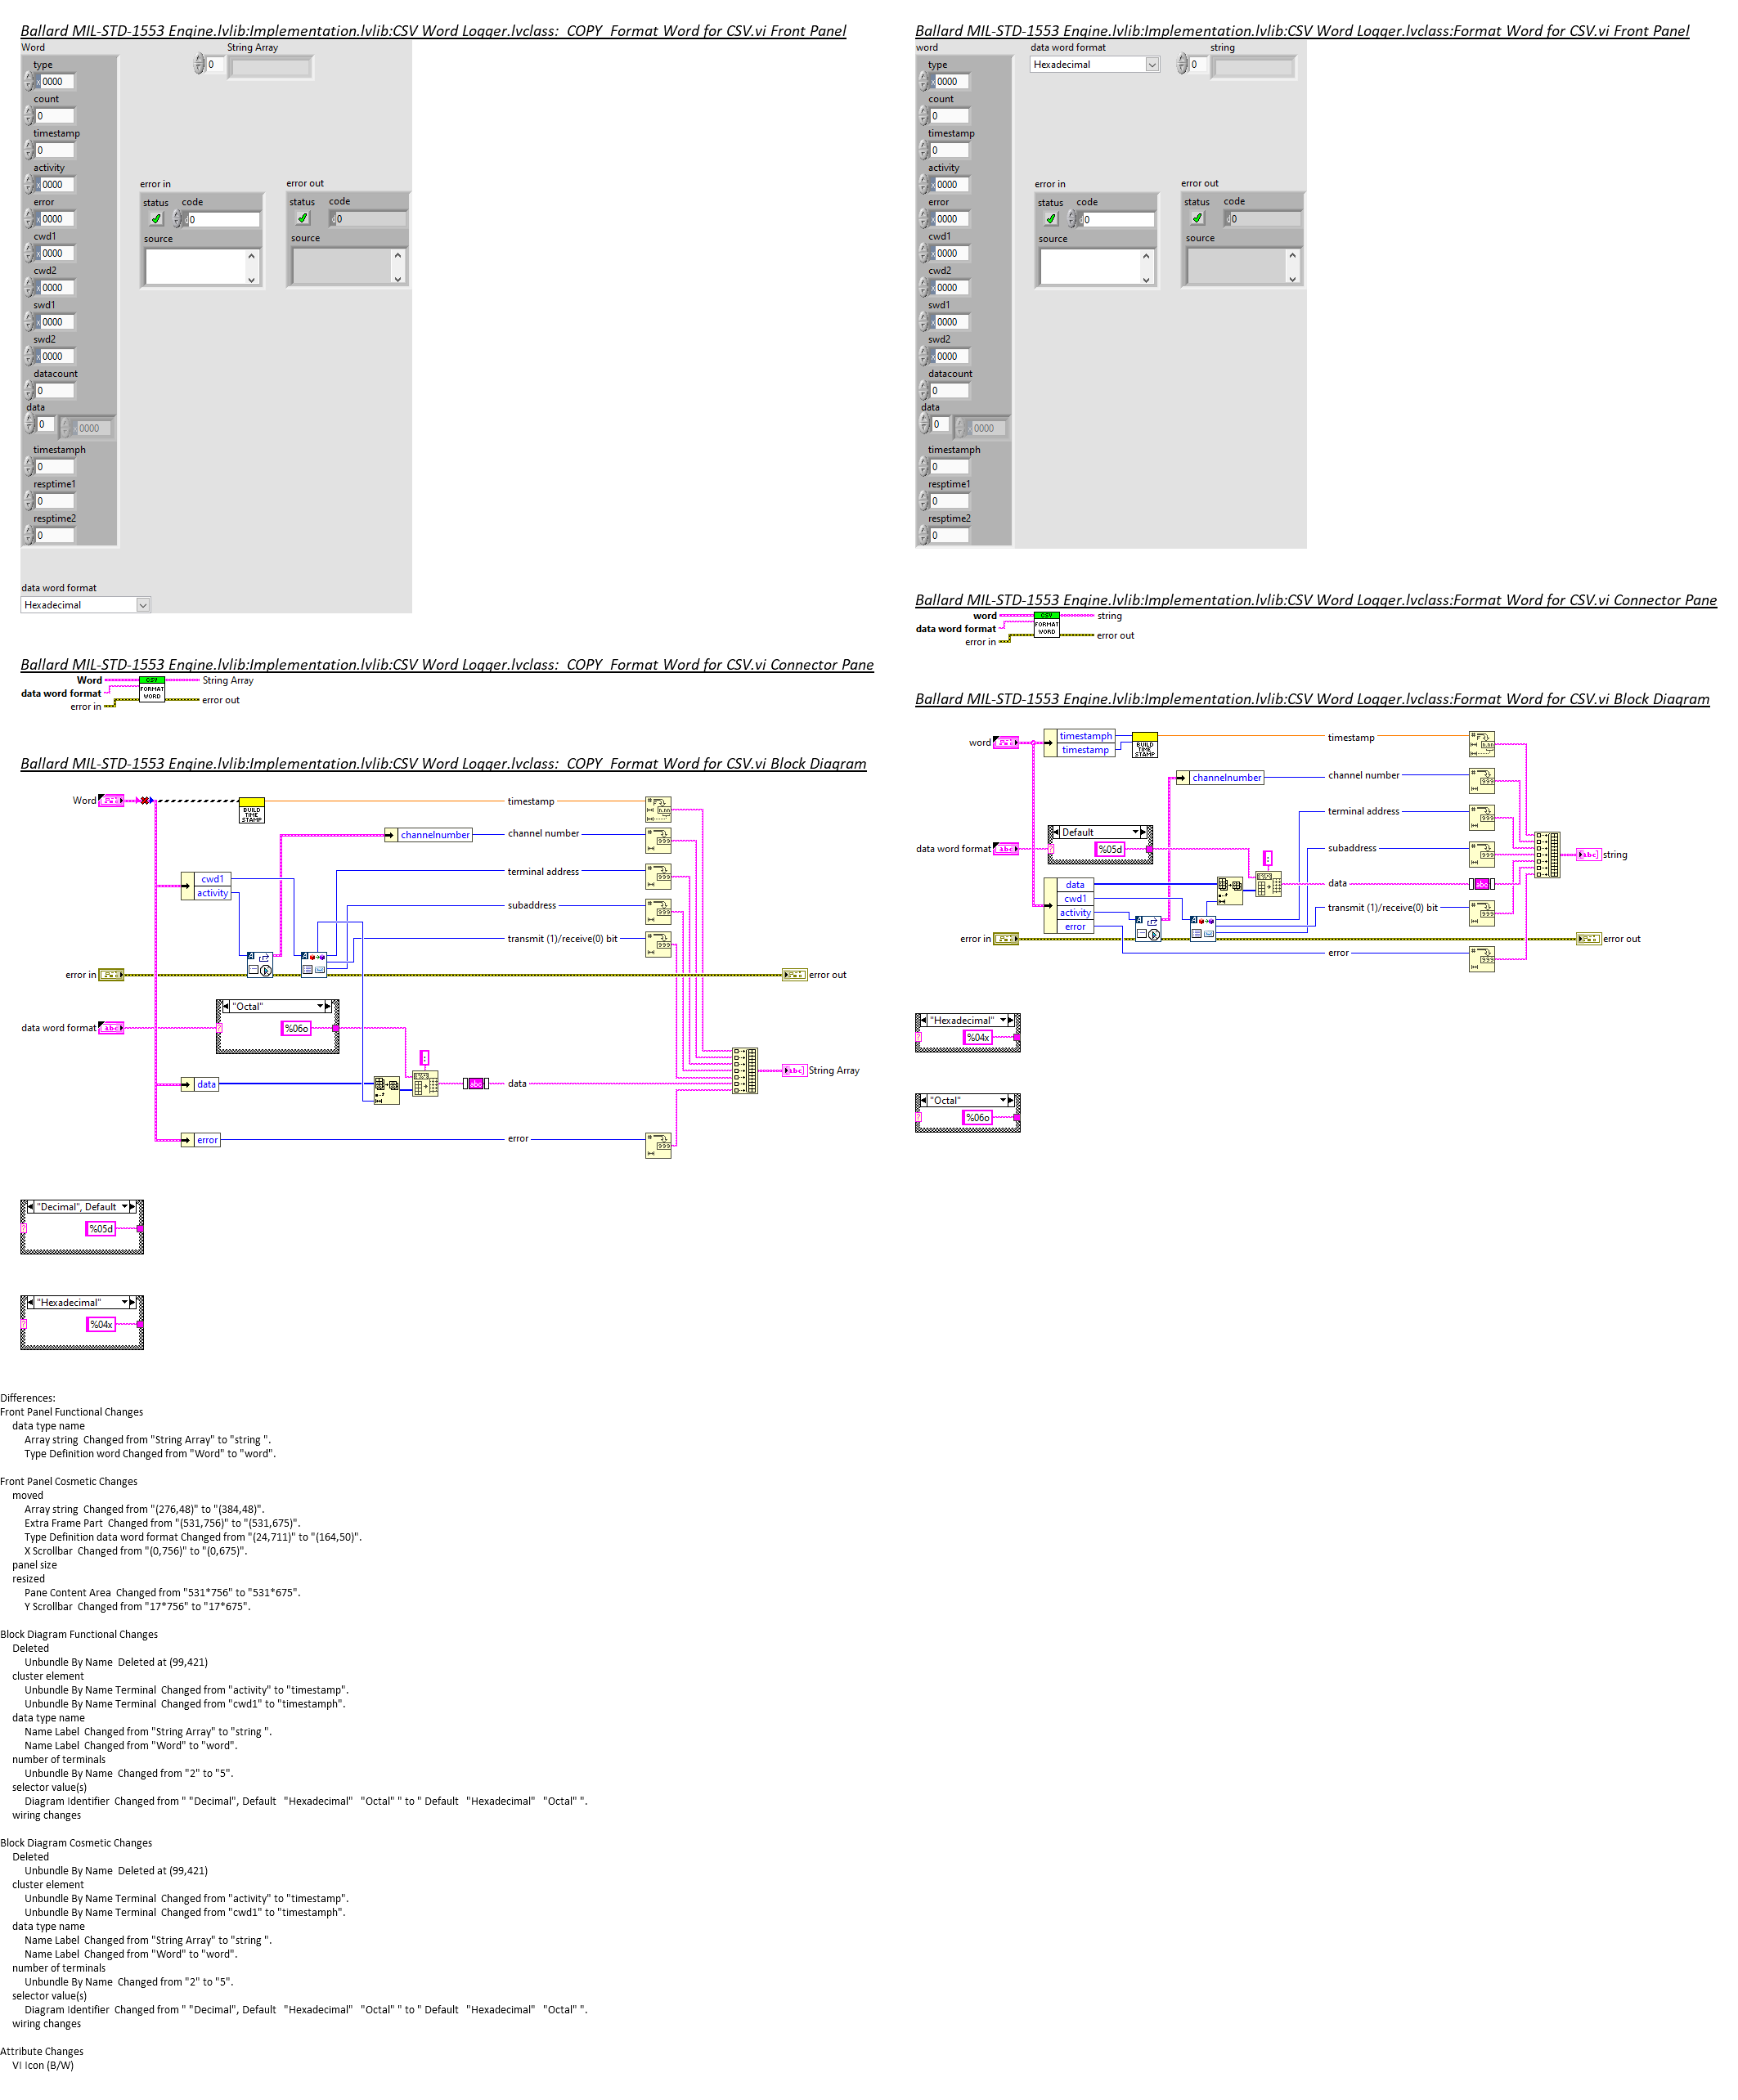 Ballard MIL-STD-1553 Engine.lvlib:Implementation.lvlib:CSV Word Logger.lvclass:  COPY  Format Word for CSV.vi Front Panel
Word
String Array
type
0
x 0000
count
0
timestamp
0
activity
x 0000
error in
error out
error
status
code
status
code
x 0000
d 0
d 0
cwd1
source
source
x 0000
cwd2
x 0000
swd1
x 0000
swd2
x 0000
datacount
0
data
0
x 0000
timestamph
0
resptime1
0
resptime2
0
data word format
Hexadecimal
Ballard MIL-STD-1553 Engine.lvlib:Implementation.lvlib:CSV Word Logger.lvclass:  COPY  Format Word for CSV.vi Connector Pane
Word
String Array
CSV
FORMAT
WORD
data word format
error in
error out
Ballard MIL-STD-1553 Engine.lvlib:Implementation.lvlib:CSV Word Logger.lvclass:  COPY  Format Word for CSV.vi Block Diagram
Word
BUILD
TIME
STAMP
timestamp
channelnumber
channel number
cwd1
activity
terminal address
subaddress
transmit (1)/receive(0) bit
error in
error out
"Octal"
data word format
abc
%06o
:
abc
String Array
data
abc
data
error
error
"Decimal", Default
%05d
"Hexadecimal"
%04x
Ballard MIL-STD-1553 Engine.lvlib:Implementation.lvlib:CSV Word Logger.lvclass:Format Word for CSV.vi Front Panel
word
data word format
string
type
Hexadecimal
0
x 0000
count
0
timestamp
0
activity
x 0000
error in
error out
error
status
code
status
code
x 0000
d 0
d 0
cwd1
source
source
x 0000
cwd2
x 0000
swd1
x 0000
swd2
x 0000
datacount
0
data
0
x 0000
timestamph
0
resptime1
0
resptime2
0
Ballard MIL-STD-1553 Engine.lvlib:Implementation.lvlib:CSV Word Logger.lvclass:Format Word for CSV.vi Connector Pane
word
string
CSV
FORMAT
WORD
data word format
error in
error out
Ballard MIL-STD-1553 Engine.lvlib:Implementation.lvlib:CSV Word Logger.lvclass:Format Word for CSV.vi Block Diagram
word
timestamph
timestamp
BUILD
TIME
STAMP
timestamp
channelnumber
channel number
terminal address
Default
data word format
abc
%05d
subaddress
:
abc
string
data
cwd1
activity
error
data
abc
transmit (1)/receive(0) bit
error in
error out
error
"Hexadecimal"
%04x
"Octal"
%06o
Differences:
Front Panel Functional Changes
data type name
Array string  Changed from "String Array" to "string ".
Type Definition word Changed from "Word" to "word".
Front Panel Cosmetic Changes
moved
Array string  Changed from "(276,48)" to "(384,48)".
Extra Frame Part  Changed from "(531,756)" to "(531,675)".
Type Definition data word format Changed from "(24,711)" to "(164,50)".
X Scrollbar  Changed from "(0,756)" to "(0,675)".
panel size
resized
Pane Content Area  Changed from "531*756" to "531*675".
Y Scrollbar  Changed from "17*756" to "17*675".
Block Diagram Functional Changes
Deleted
Unbundle By Name  Deleted at (99,421)
cluster element
Unbundle By Name Terminal  Changed from "activity" to "timestamp".
Unbundle By Name Terminal  Changed from "cwd1" to "timestamph".
data type name
Name Label  Changed from "String Array" to "string ".
Name Label  Changed from "Word" to "word".
number of terminals
Unbundle By Name  Changed from "2" to "5".
selector value(s)
Diagram Identifier  Changed from " "Decimal", Default   "Hexadecimal"   "Octal" " to " Default   "Hexadecimal"   "Octal" ".
wiring changes
Block Diagram Cosmetic Changes
Deleted
Unbundle By Name  Deleted at (99,421)
cluster element
Unbundle By Name Terminal  Changed from "activity" to "timestamp".
Unbundle By Name Terminal  Changed from "cwd1" to "timestamph".
data type name
Name Label  Changed from "String Array" to "string ".
Name Label  Changed from "Word" to "word".
number of terminals
Unbundle By Name  Changed from "2" to "5".
selector value(s)
Diagram Identifier  Changed from " "Decimal", Default   "Hexadecimal"   "Octal" " to " Default   "Hexadecimal"   "Octal" ".
wiring changes
Attribute Changes
VI Icon (B/W)